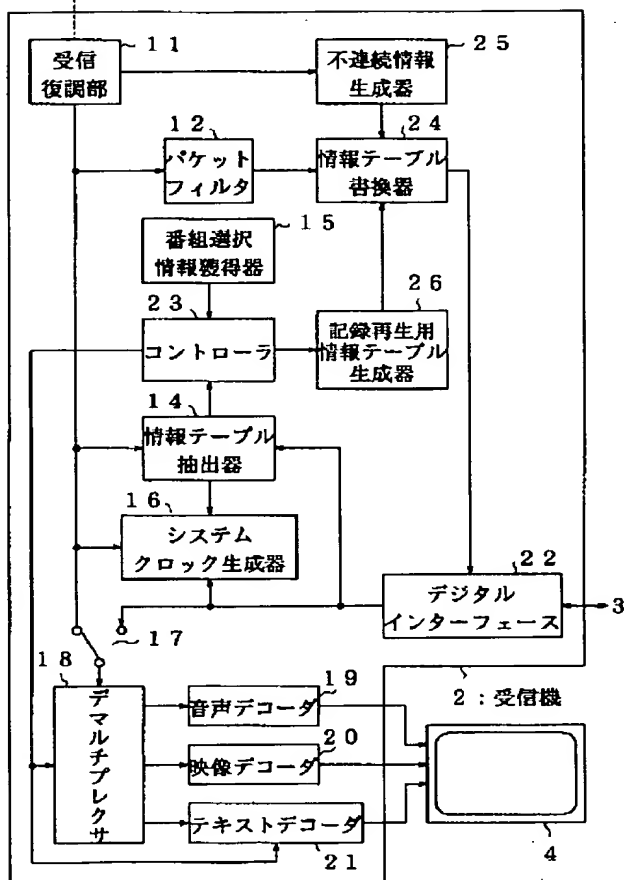 11
受信
復調部
25
不連続情報
生成器
12
パケット
フィルタ
24
情報テーブル
書換器
15
番組選択
情報獲得器
23
コントローラ
26
記録再生用
情報テーブル
生成器
14
情報テーブル
抽出器
16
システム
クロック生成器
17
22
デジタル
インターフェース
3
2：受信機
18
デマルチプレクサ
19
音声デコーダ
20
映像デコーダ
テキストデコーダ
21
4